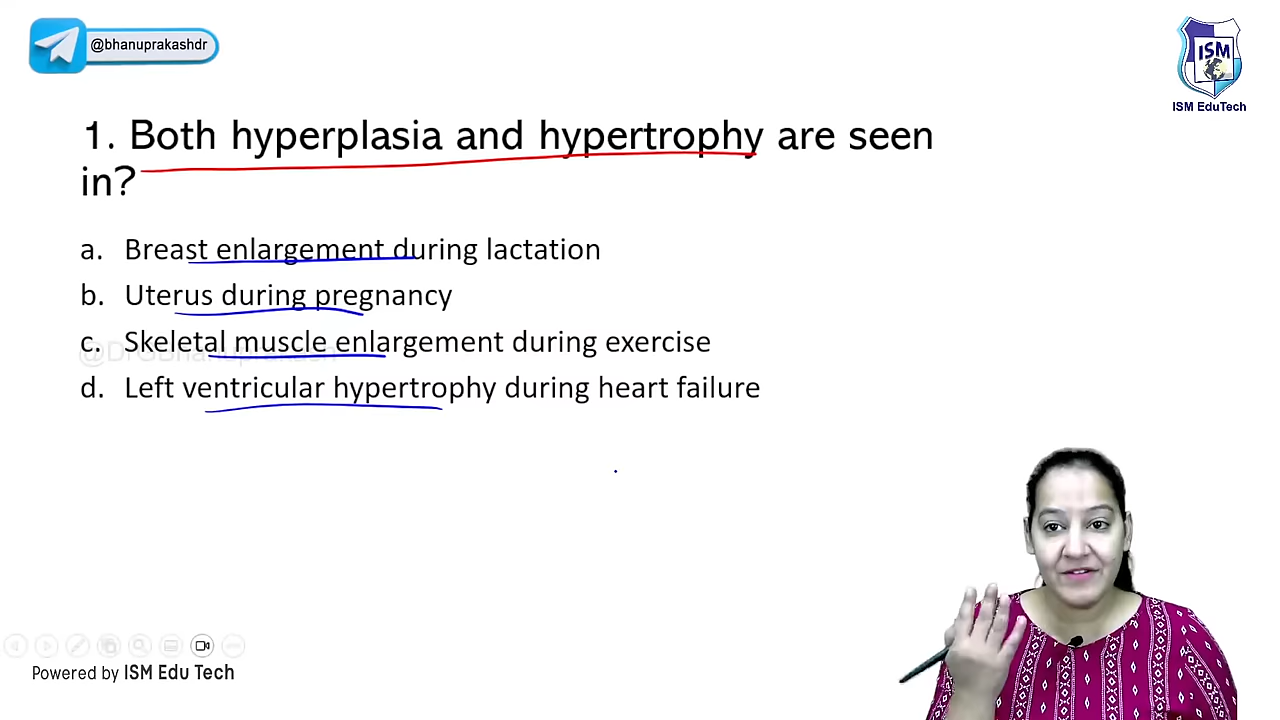 @bhanuprakashdr
ISM
ISM EduTech
1. Both hyperplasia and hypertrophy are seen
in?
a. Breast enlargement during lactation
b. Uterus during pregnancy
c. Skeletal muscle enlargement during exercise
d. Left ventricular hypertrophy during heart failure
Powered by ISM Edu Tech